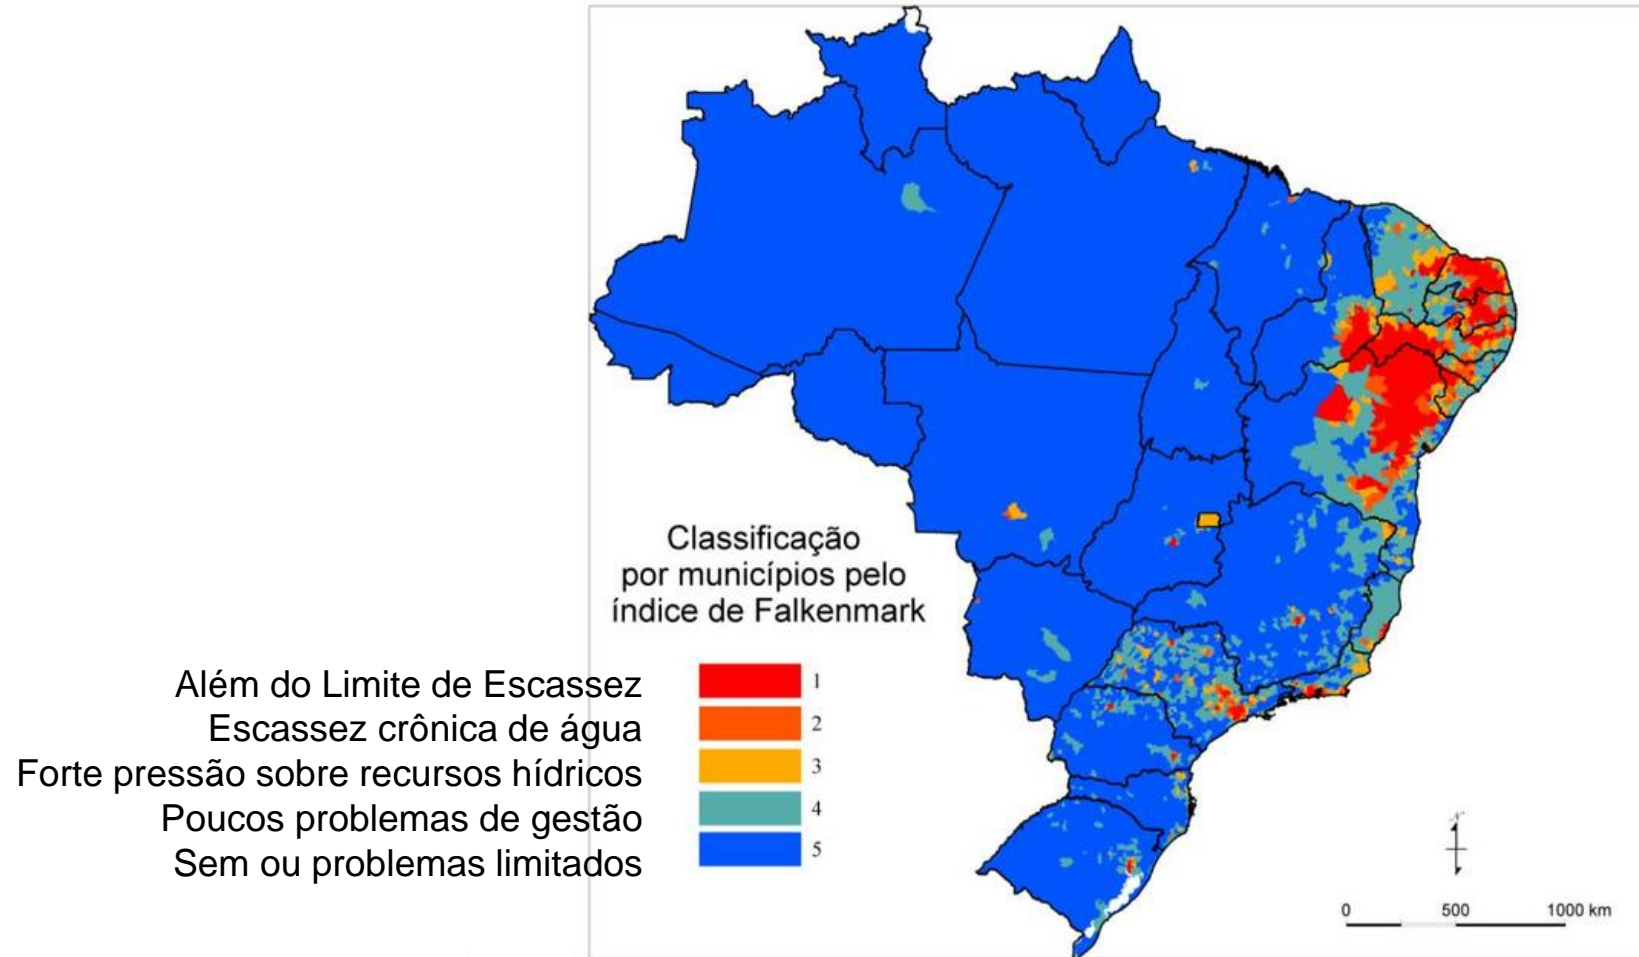 Classificação
por municípios pelo
índice de Falkenmark
Além do Limite de Escassez 1
Escassez crônica de água 2
Forte pressão sobre recursos hídricos 3
Poucos problemas de gestão 4
Sem ou problemas limitados 5
N
0 500 1000 km